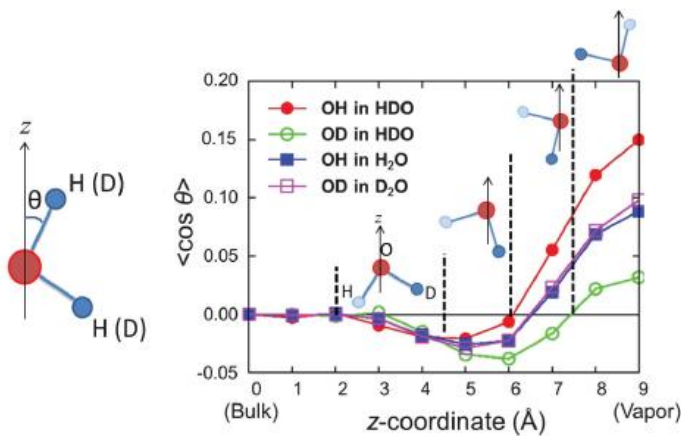 z
θ
H (D)
H (D)
<cos θ>
0.20
0.15
0.10
0.05
0.00
-0.05
OH in HDO
OD in HDO
OH in H₂O
OD in D₂O
z
O
H
D
0 1 2 3 4 5 6 7 8 9
(Bulk) (Vapor)
z-coordinate (Å)